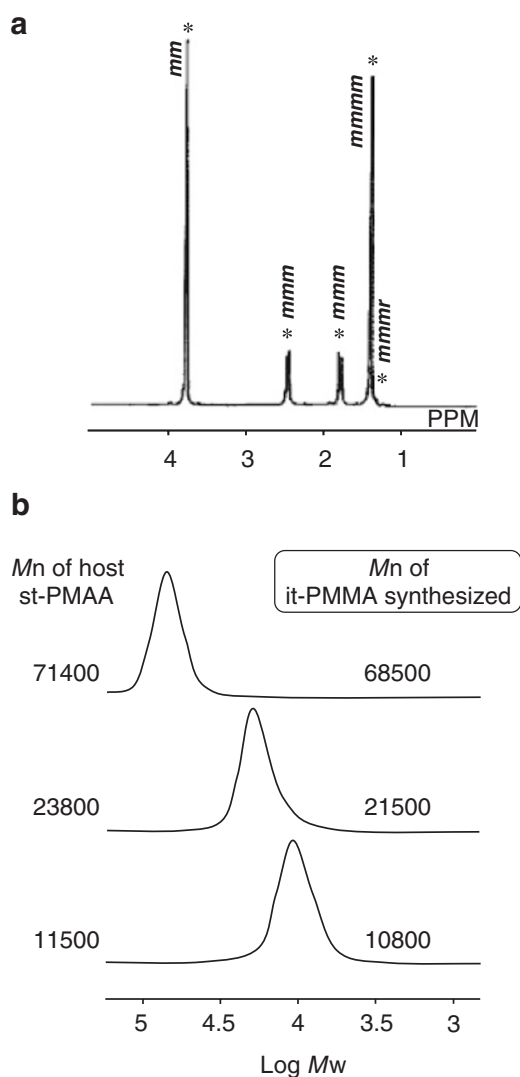 a
mm
*
* mmm
* mmm
mmmm
*
* mmmr
PPM
4 3 2 1
b
Mn of host
st-PMAA
Mn of
it-PMMA synthesized
71400 68500
23800 21500
11500 10800
5 4.5 4 3.5 3
Log Mw